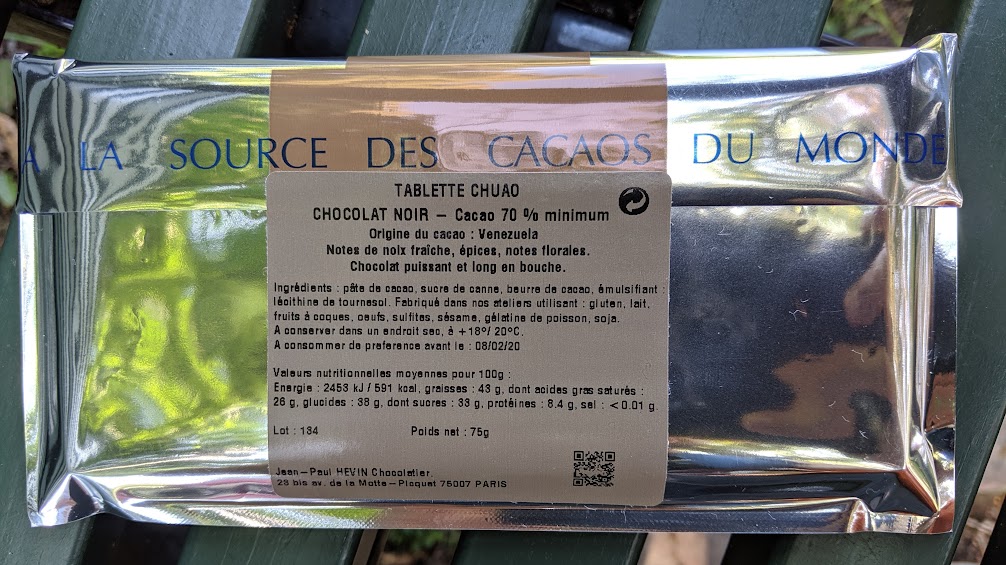 A LA SOURCE DES CACAOS DU MONDE
TABLETTE CHUAO
CHOCOLAT NOIR – Cacao 70 % minimum
Origine du cacao : Venezuela
Notes de noix fraîche, épices, notes florales.
Chocolat puissant et long en bouche.
Ingrédients : pâte de cacao, sucre de canne, beurre de cacao, émulsifiant :
lécithine de tournesol. Fabriqué dans nos ateliers utilisant : gluten, lait,
fruits à coques, oeufs, sulfites, sésame, gélatine de poisson, soja.
A conserver dans un endroit sec, à +18°/ 20°C.
A consommer de preference avant le : 08/02/20
Valeurs nutritionnelles moyennes pour 100g :
Energie : 2453 kJ / 591 kcal, graisses : 43 g, dont acides gras saturés :
26 g, glucides : 38 g, dont sucres : 33 g, protéines : 8.4 g, sel : <0.01 g.
Lot : 134 Poids net : 75g
Jean–Paul HEVIN Chocolatier.
23 bis av. de la Motte–Picquet 75007 PARIS